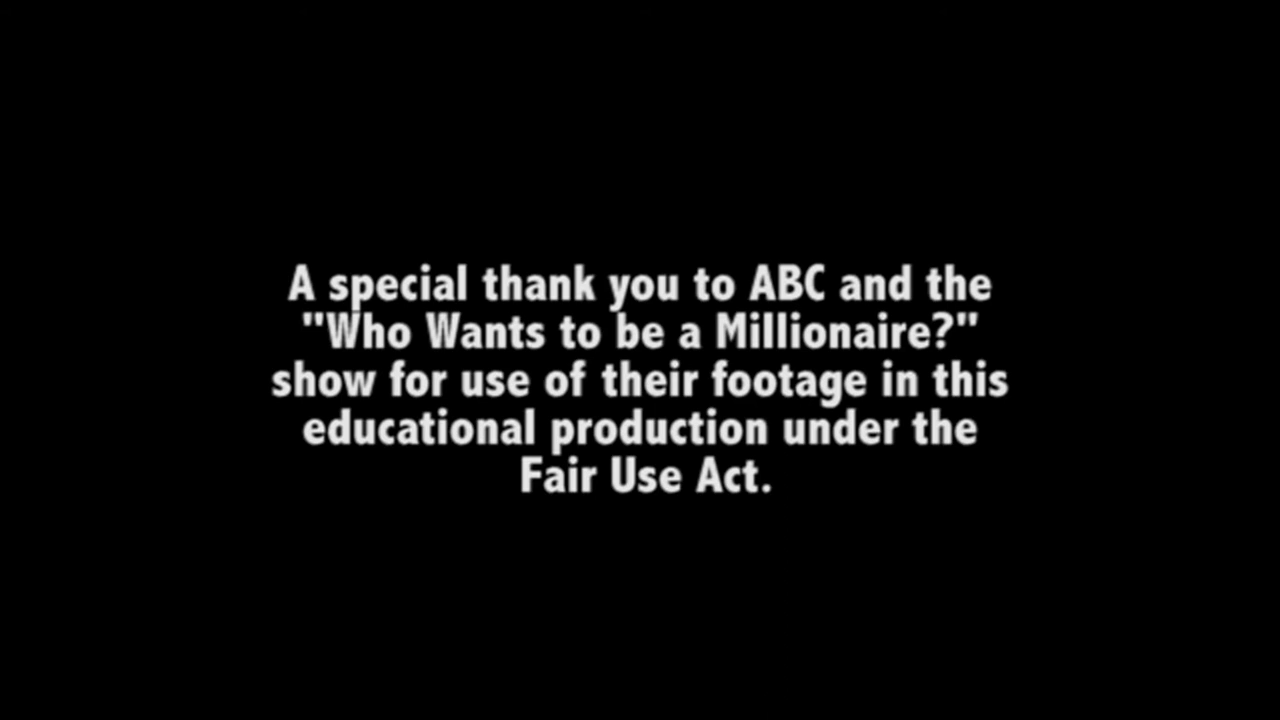 A special thank you to ABC and the
"Who Wants to be a Millionaire?"
show for use of their footage in this
educational production under the
Fair Use Act.